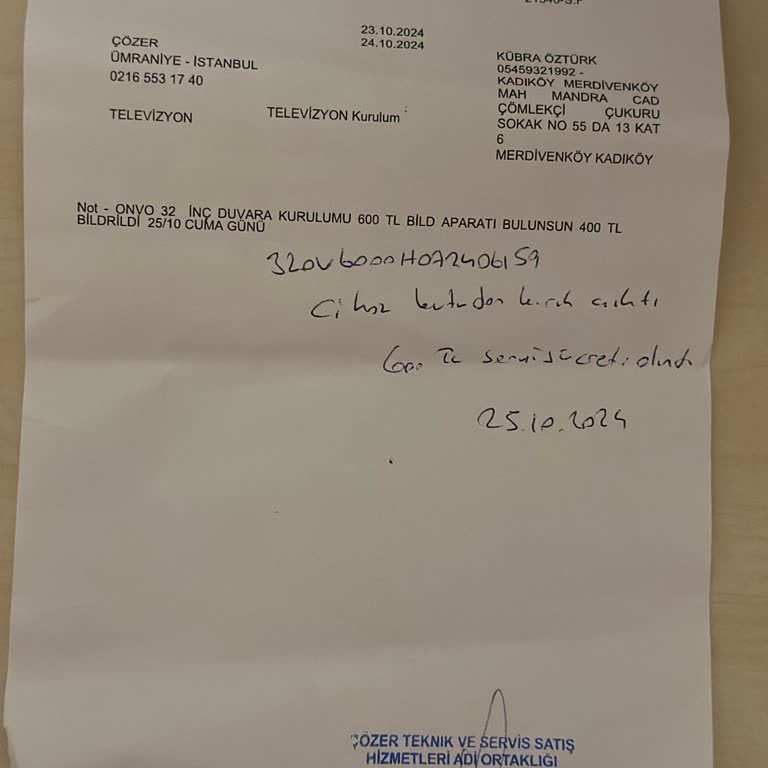 23.10.2024
24.10.2024
ÇÖZER
ÜMRANİYE - İSTANBUL
0216 553 17 40
KÜBRA ÖZTÜRK
05459321992 -
KADIKÖY MERDİVENKÖY
MAH MANDRA CAD
ÇÖMLEKÇİ ÇUKURU
SOKAK NO 55 DA 13 KAT
6
MERDİVENKÖY KADIKÖY
TELEVİZYON
TELEVİZYON Kurulum :
Not - ONVO 32 İNÇ DUVARA KURULUMU 600 TL BİLD APARATI BULUNSUN 400 TL
BİLDRİLDİ 25/10 CUMA GÜNÜ
32OV6000H072406159
Cihaz kutudan kırık çıktı
600 TL servis ücreti alındı
25.10.2024
ÇÖZER TEKNİK VE SERVİS SATIŞ
HİZMETLERİ ADİ ORTAKLIĞI